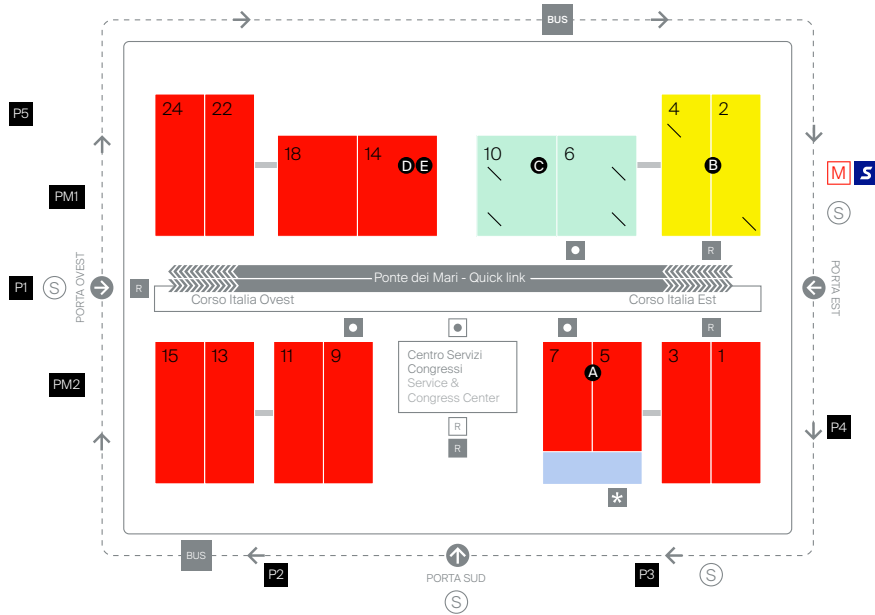 BUS
P5
24 22
18 14
D E
10 C 6
4 2
B
M S
S
PM1
R
P1 S PORTA OVEST
R
Ponte dei Mari - Quick link
Corso Italia Ovest
Corso Italia Est
PORTA EST
R
15 13
11 9
Centro Servizi
Congressi
Service &
Congress Center
7 5
A
3 1
PM2
R
R
P4
*
BUS
P2
PORTA SUD
S
P3
S